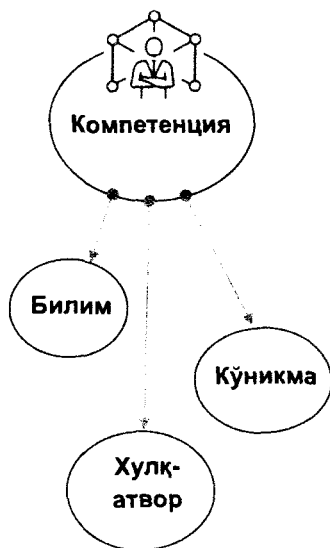 Компетенция
Билим
Кўникма
Хулқ-
атвор